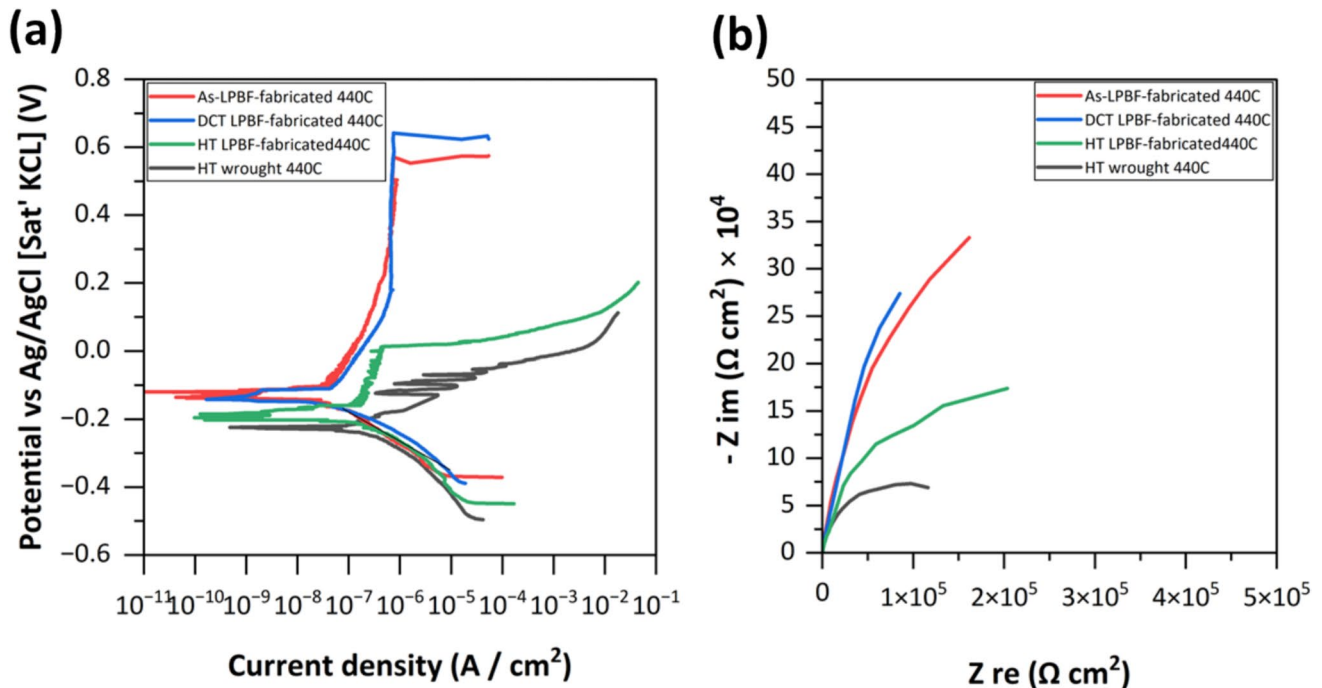 (a)
Potential vs Ag/AgCl [Sat' KCL] (V)
0.8
0.6
0.4
0.2
0.0
−0.2
−0.4
−0.6
As-LPBF-fabricated 440C
DCT LPBF-fabricated 440C
HT LPBF-fabricated440C
HT wrought 440C
10⁻¹¹ 10⁻¹⁰ 10⁻⁹ 10⁻⁸ 10⁻⁷ 10⁻⁶ 10⁻⁵ 10⁻⁴ 10⁻³ 10⁻² 10⁻¹
Current density (A / cm²)
(b)
- Z im (Ω cm²) × 10⁴
50
45
40
35
30
25
20
15
10
5
0
As-LPBF-fabricated 440C
DCT LPBF-fabricated 440C
HT LPBF-fabricated440C
HT wrought 440C
0 1×10⁵ 2×10⁵ 3×10⁵ 4×10⁵ 5×10⁵
Z re (Ω cm²)